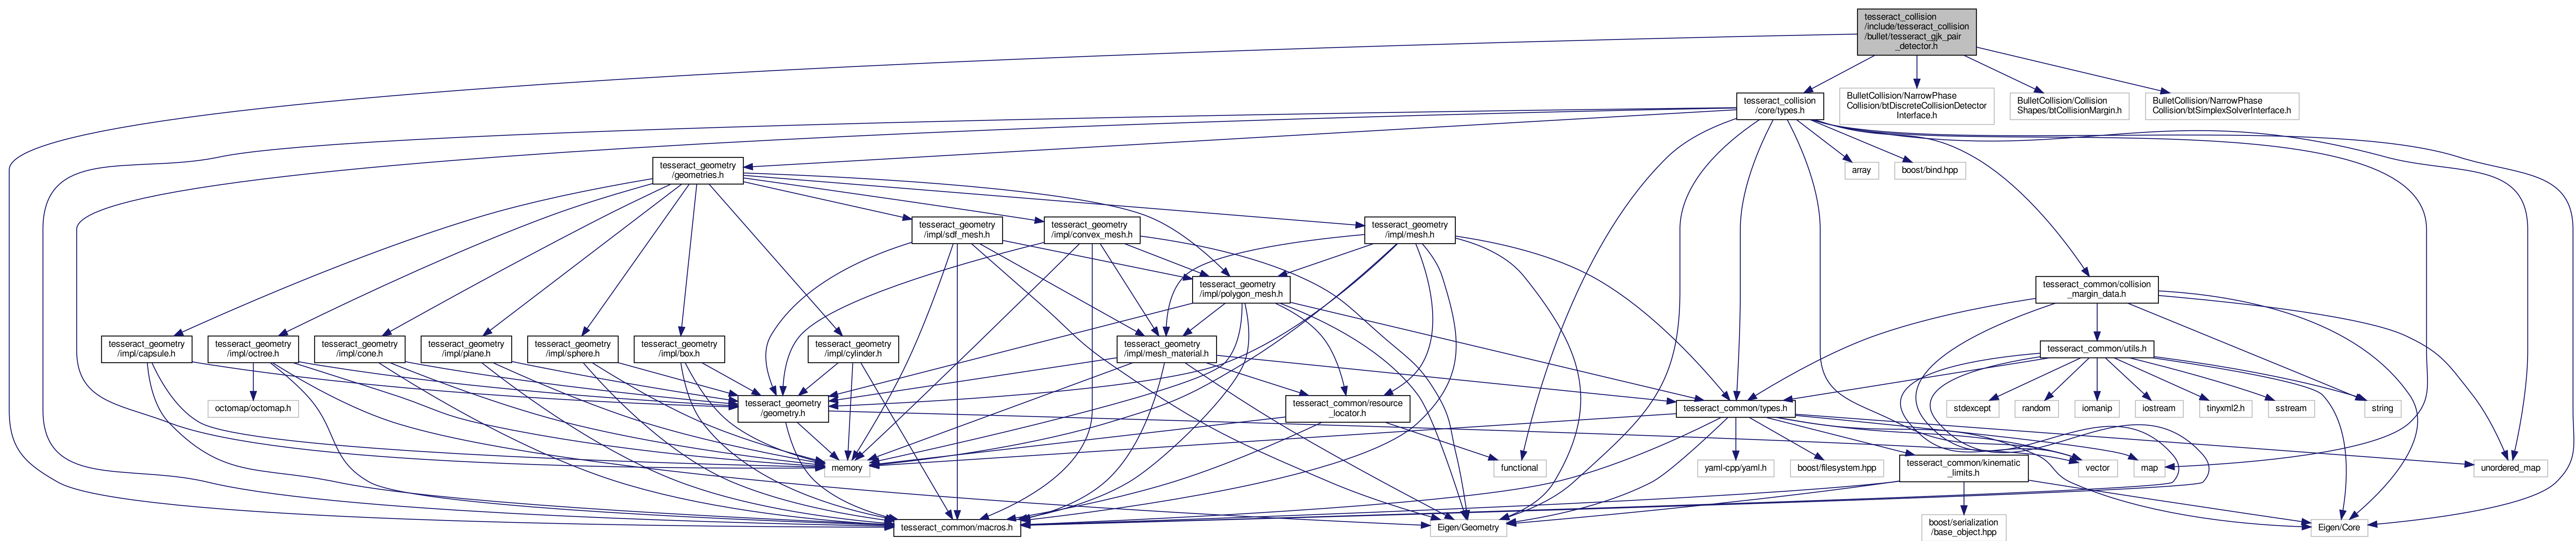 tesseract_collision
/include/tesseract_collision
/bullet/tesseract_gjk_pair
_detector.h
tesseract_collision
/core/types.h
BulletCollision/NarrowPhase
Collision/btDiscreteCollisionDetector
Interface.h
BulletCollision/Collision
Shapes/btCollisionMargin.h
BulletCollision/NarrowPhase
Collision/btSimplexSolverInterface.h
tesseract_geometry
/geometries.h
array
boost/bind.hpp
tesseract_geometry
/impl/sdf_mesh.h
tesseract_geometry
/impl/convex_mesh.h
tesseract_geometry
/impl/mesh.h
tesseract_geometry
/impl/polygon_mesh.h
tesseract_common/collision
_margin_data.h
tesseract_geometry
/impl/capsule.h
tesseract_geometry
/impl/octree.h
tesseract_geometry
/impl/cone.h
tesseract_geometry
/impl/plane.h
tesseract_geometry
/impl/sphere.h
tesseract_geometry
/impl/box.h
tesseract_geometry
/impl/cylinder.h
tesseract_geometry
/impl/mesh_material.h
tesseract_common/utils.h
octomap/octomap.h
tesseract_geometry
/geometry.h
tesseract_common/resource
_locator.h
tesseract_common/types.h
stdexcept
random
iomanip
iostream
tinyxml2.h
sstream
string
memory
functional
yaml-cpp/yaml.h
boost/filesystem.hpp
tesseract_common/kinematic
_limits.h
vector
map
unordered_map
tesseract_common/macros.h
Eigen/Geometry
boost/serialization
/base_object.hpp
Eigen/Core